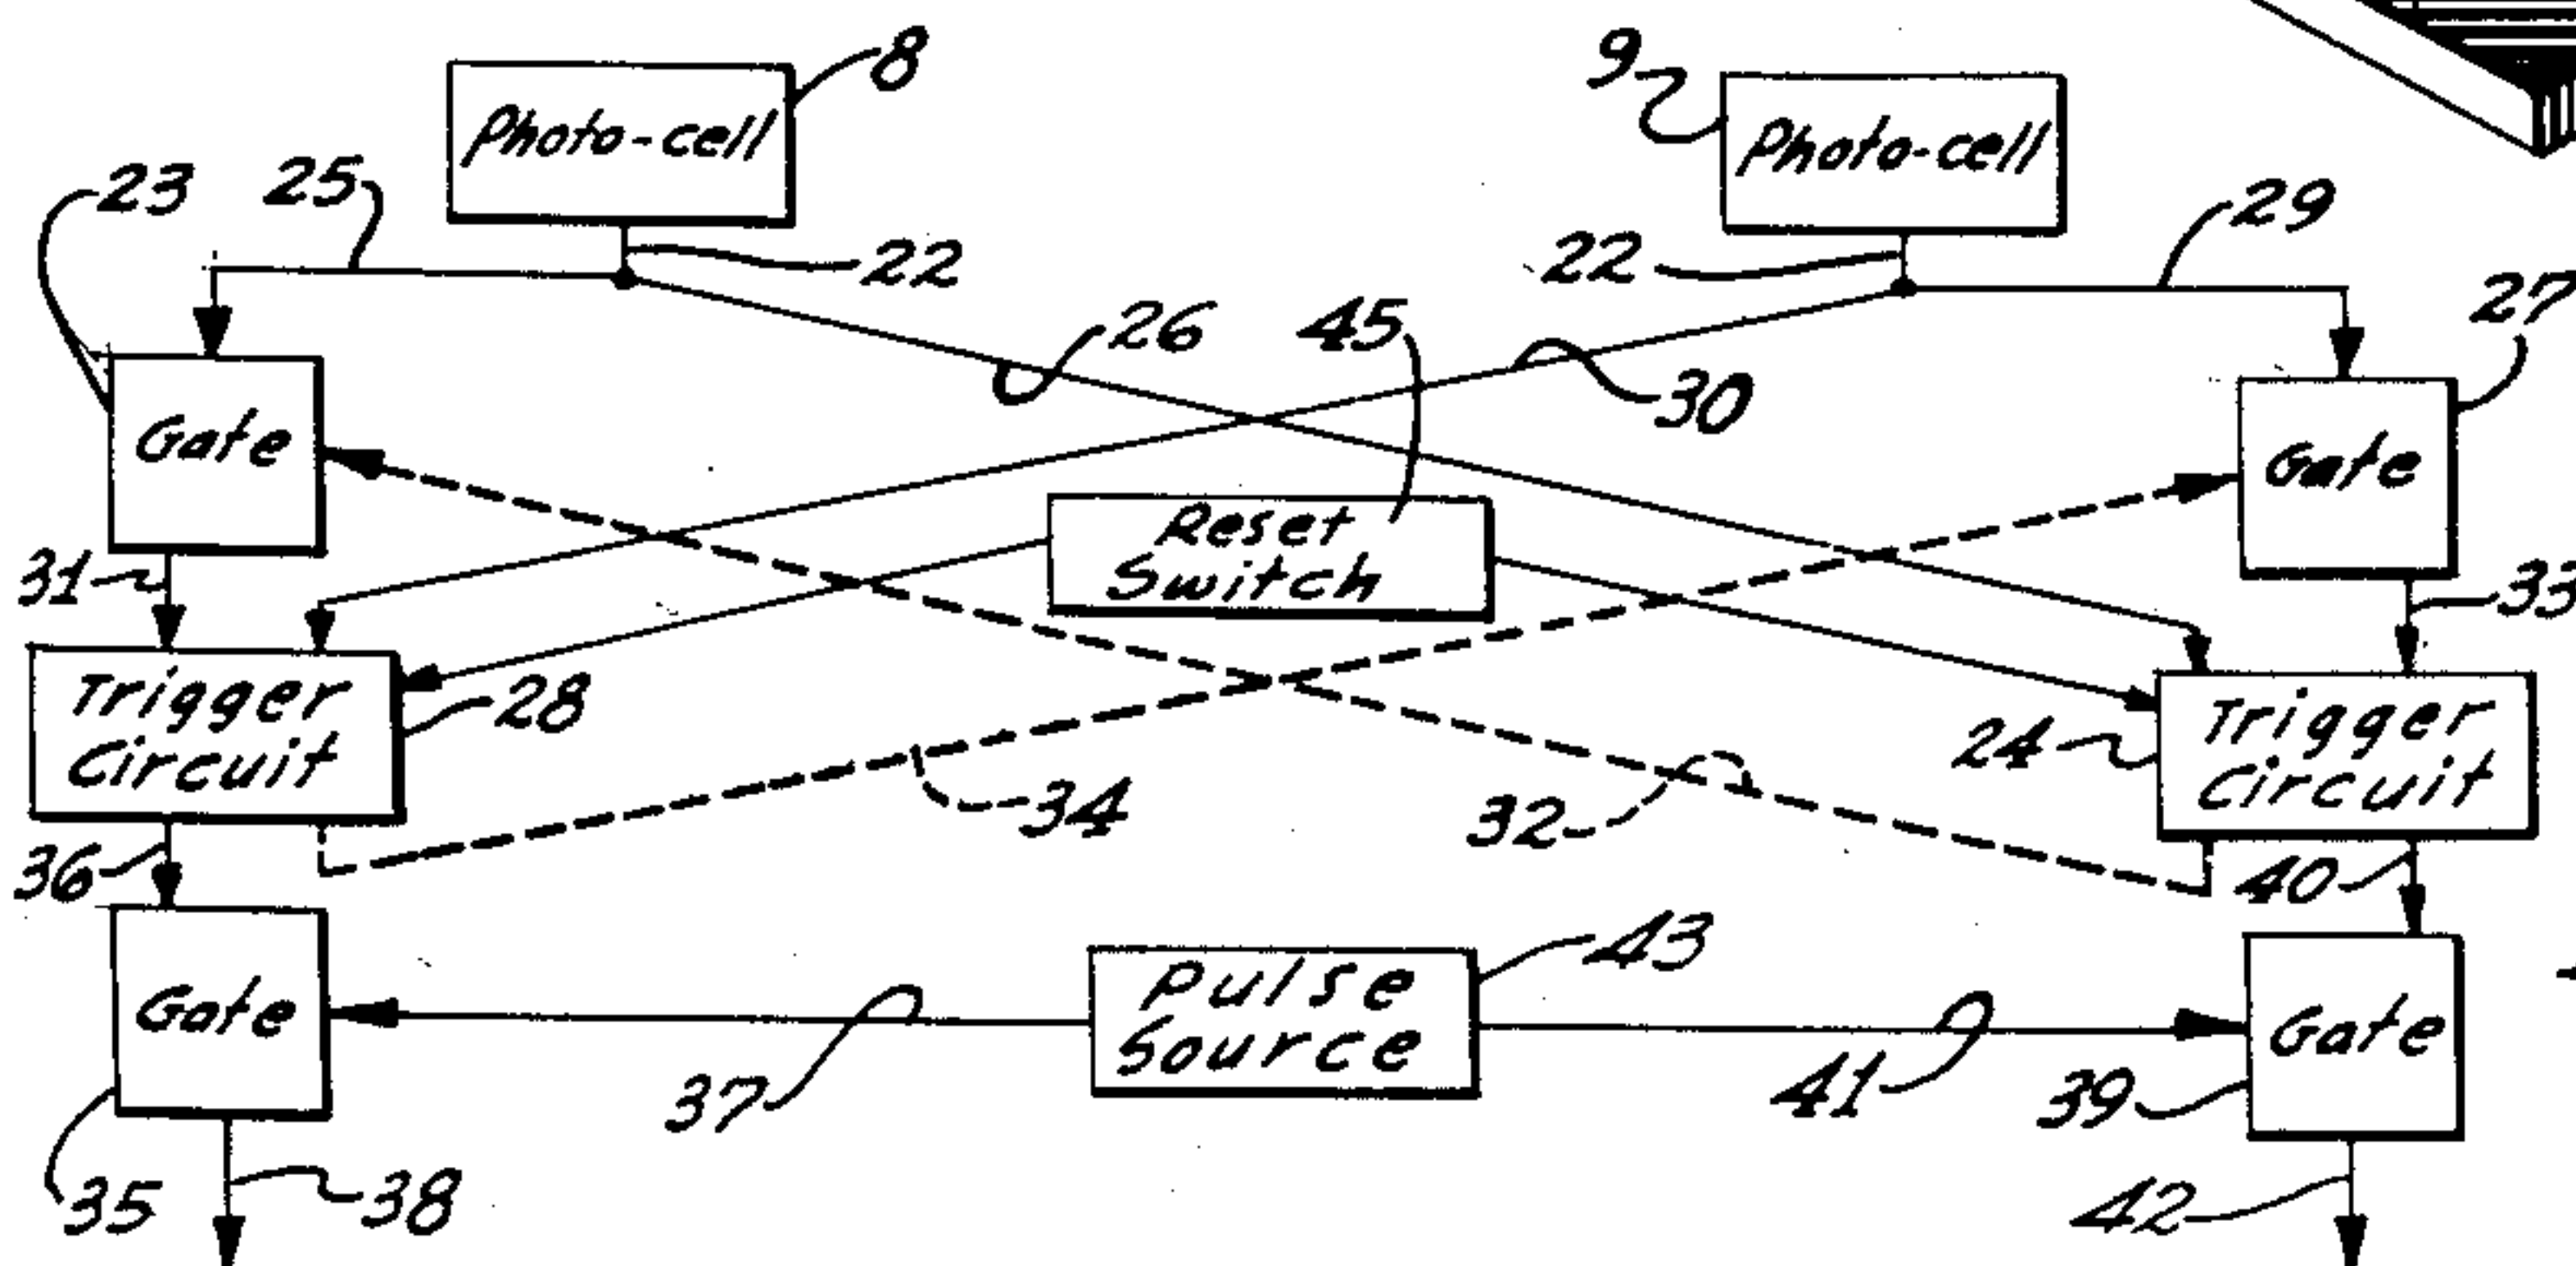 8
9
Photo-cell
Photo-cell
23
25
22
22
29
27
26
45
30
Gate
Gate
Reset
Switch
31
33
Trigger
Circuit
28
24
Trigger
Circuit
34
32
36
40
Gate
Pulse
Source
43
Gate
37
41
39
35
38
42